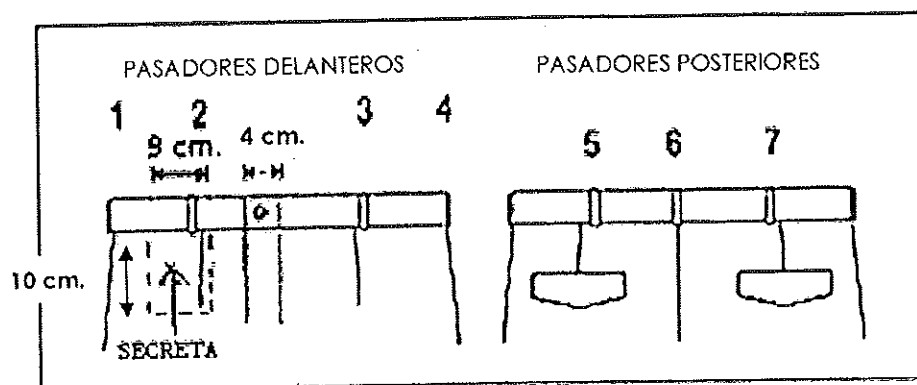 PASADORES DELANTEROS
1 2 3 4
9 cm. 4 cm.
10 cm.
SECRETA
PASADORES POSTERIORES
5 6 7